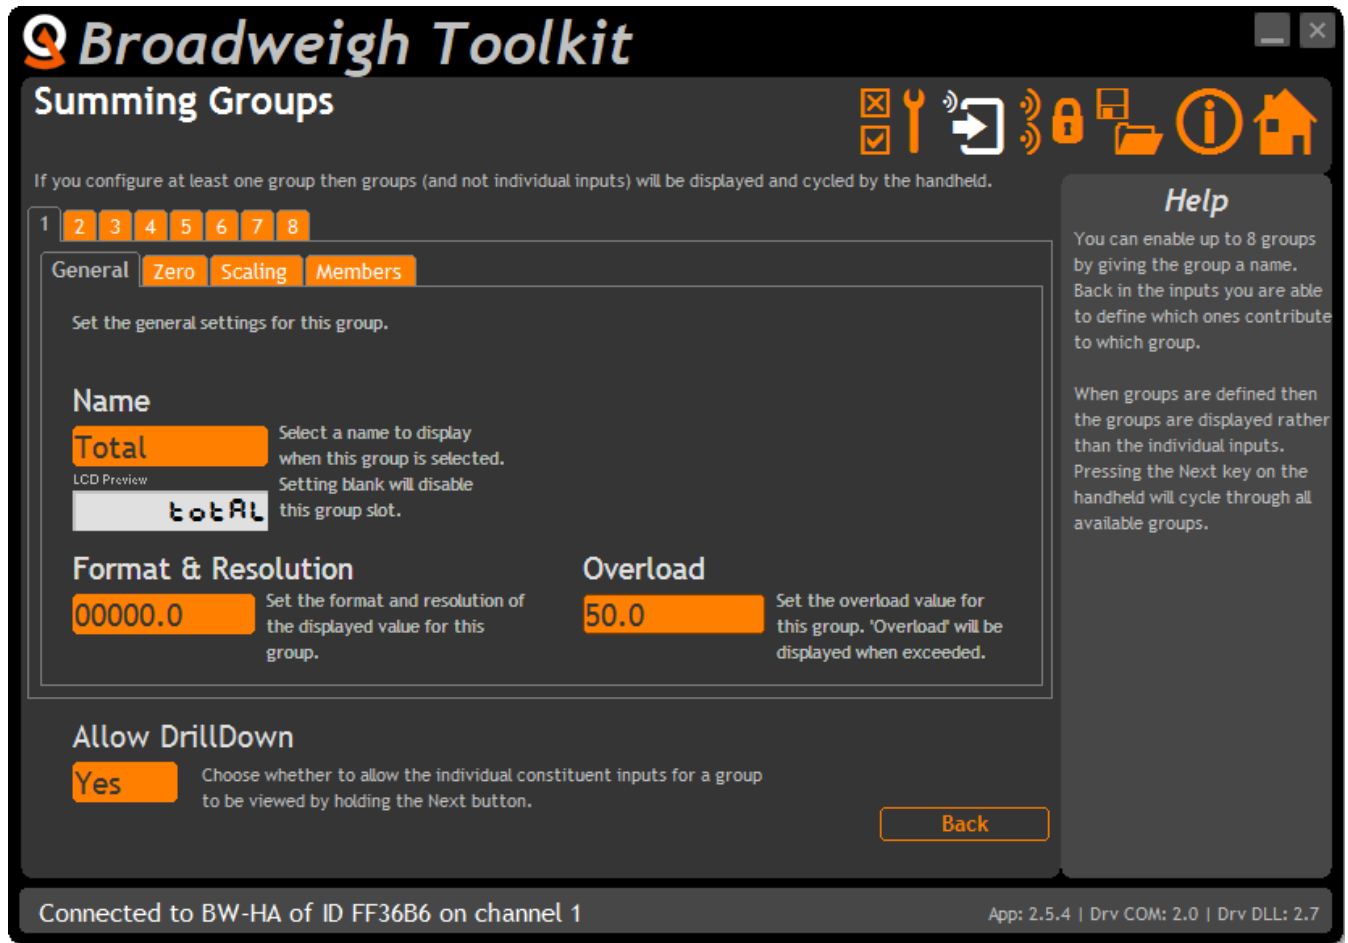 Broadweigh Toolkit
Summing Groups
If you configure at least one group then groups (and not individual inputs) will be displayed and cycled by the handheld.
1 2 3 4 5 6 7 8
General Zero Scaling Members
Set the general settings for this group.
Name
Total
LCD Preview
totAL
Select a name to display
when this group is selected.
Setting blank will disable
this group slot.
Format & Resolution
00000.0
Set the format and resolution of
the displayed value for this
group.
Overload
50.0
Set the overload value for
this group. 'Overload' will be
displayed when exceeded.
Allow DrillDown
Yes
Choose whether to allow the individual constituent inputs for a group
to be viewed by holding the Next button.
Back
Help
You can enable up to 8 groups
by giving the group a name.
Back in the inputs you are able
to define which ones contribute
to which group.
When groups are defined then
the groups are displayed rather
than the individual inputs.
Pressing the Next key on the
handheld will cycle through all
available groups.
Connected to BW-HA of ID FF36B6 on channel 1
App: 2.5.4 | Drv COM: 2.0 | Drv DLL: 2.7